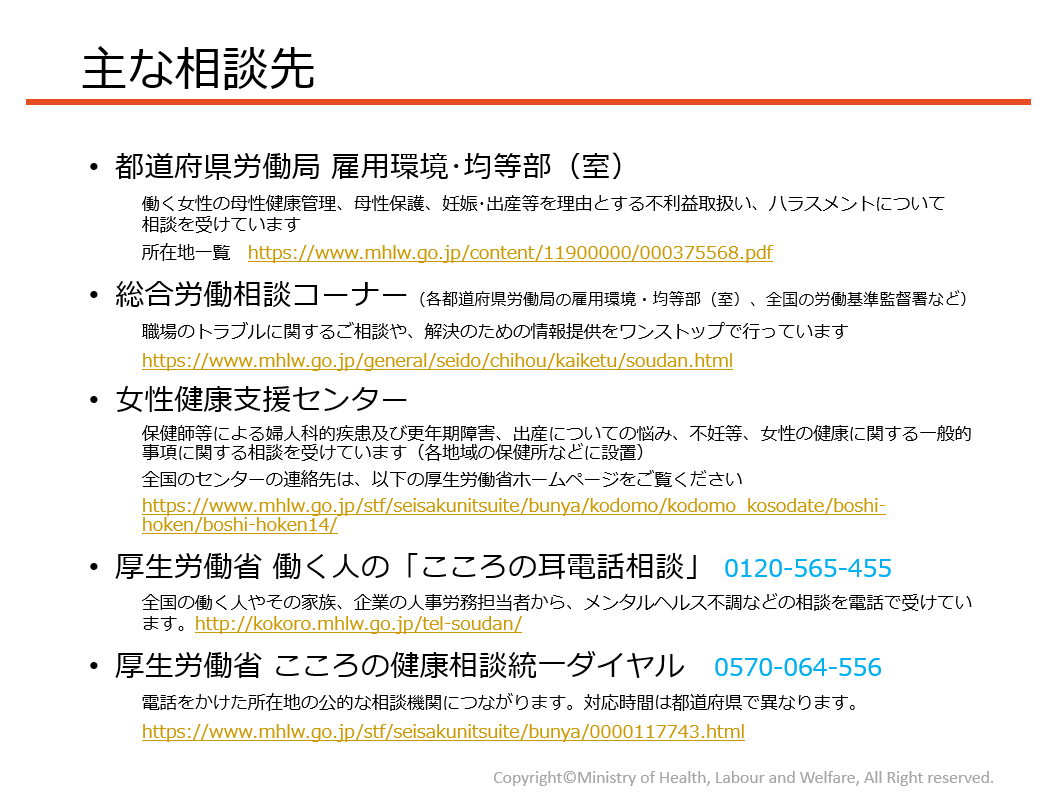 主な相談先
• 都道府県労働局 雇用環境･均等部（室）
働く女性の母性健康管理、母性保護、妊娠･出産等を理由とする不利益取扱い、ハラスメントについて
相談を受けています
所在地一覧　https://www.mhlw.go.jp/content/11900000/000375568.pdf
• 総合労働相談コーナー（各都道府県労働局の雇用環境・均等部（室）、全国の労働基準監督署など）
職場のトラブルに関するご相談や、解決のための情報提供をワンストップで行っています
https://www.mhlw.go.jp/general/seido/chihou/kaiketu/soudan.html
• 女性健康支援センター
保健師等による婦人科的疾患及び更年期障害、出産についての悩み、不妊等、女性の健康に関する一般的
事項に関する相談を受けています（各地域の保健所などに設置）
全国のセンターの連絡先は、以下の厚生労働省ホームページをご覧ください
https://www.mhlw.go.jp/stf/seisakunitsuite/bunya/kodomo/kodomo_kosodate/boshi-
hoken/boshi-hoken14/
• 厚生労働省 働く人の「こころの耳電話相談」 0120-565-455
全国の働く人やその家族、企業の人事労務担当者から、メンタルヘルス不調などの相談を電話で受けてい
ます。http://kokoro.mhlw.go.jp/tel-soudan/
• 厚生労働省 こころの健康相談統一ダイヤル　0570-064-556
電話をかけた所在地の公的な相談機関につながります。対応時間は都道府県で異なります。
https://www.mhlw.go.jp/stf/seisakunitsuite/bunya/0000117743.html
Copyright©Ministry of Health, Labour and Welfare, All Right reserved.